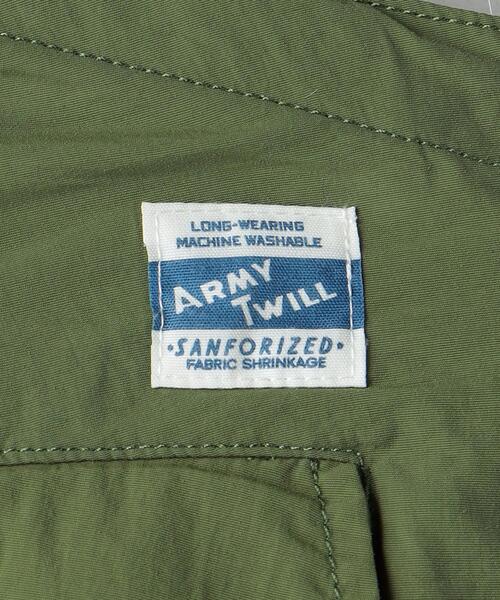 LONG-WEARING
MACHINE WASHABLE
ARMY
TWILL
•SANFORIZED•
FABRIC SHRINKAGE